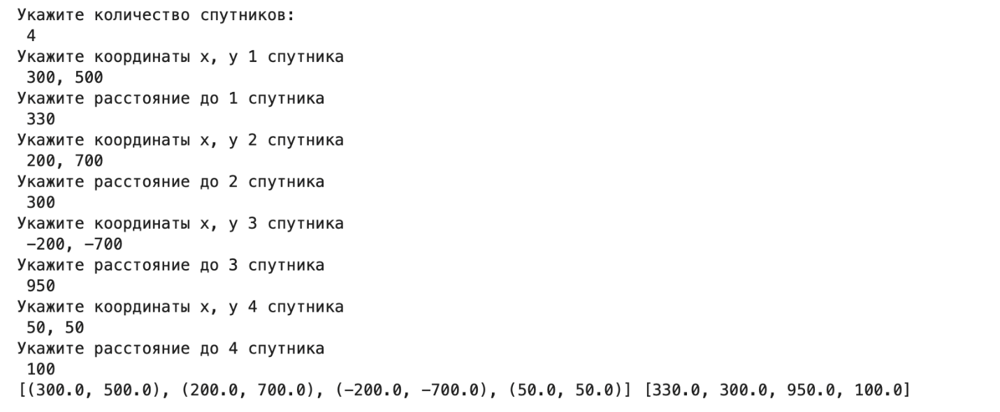 Укажите количество спутников:
4
Укажите координаты x, y 1 спутника
300, 500
Укажите расстояние до 1 спутника
330
Укажите координаты x, y 2 спутника
200, 700
Укажите расстояние до 2 спутника
300
Укажите координаты x, y 3 спутника
-200, -700
Укажите расстояние до 3 спутника
950
Укажите координаты x, y 4 спутника
50, 50
Укажите расстояние до 4 спутника
100
[(300.0, 500.0), (200.0, 700.0), (-200.0, -700.0), (50.0, 50.0)] [330.0, 300.0, 950.0, 100.0]